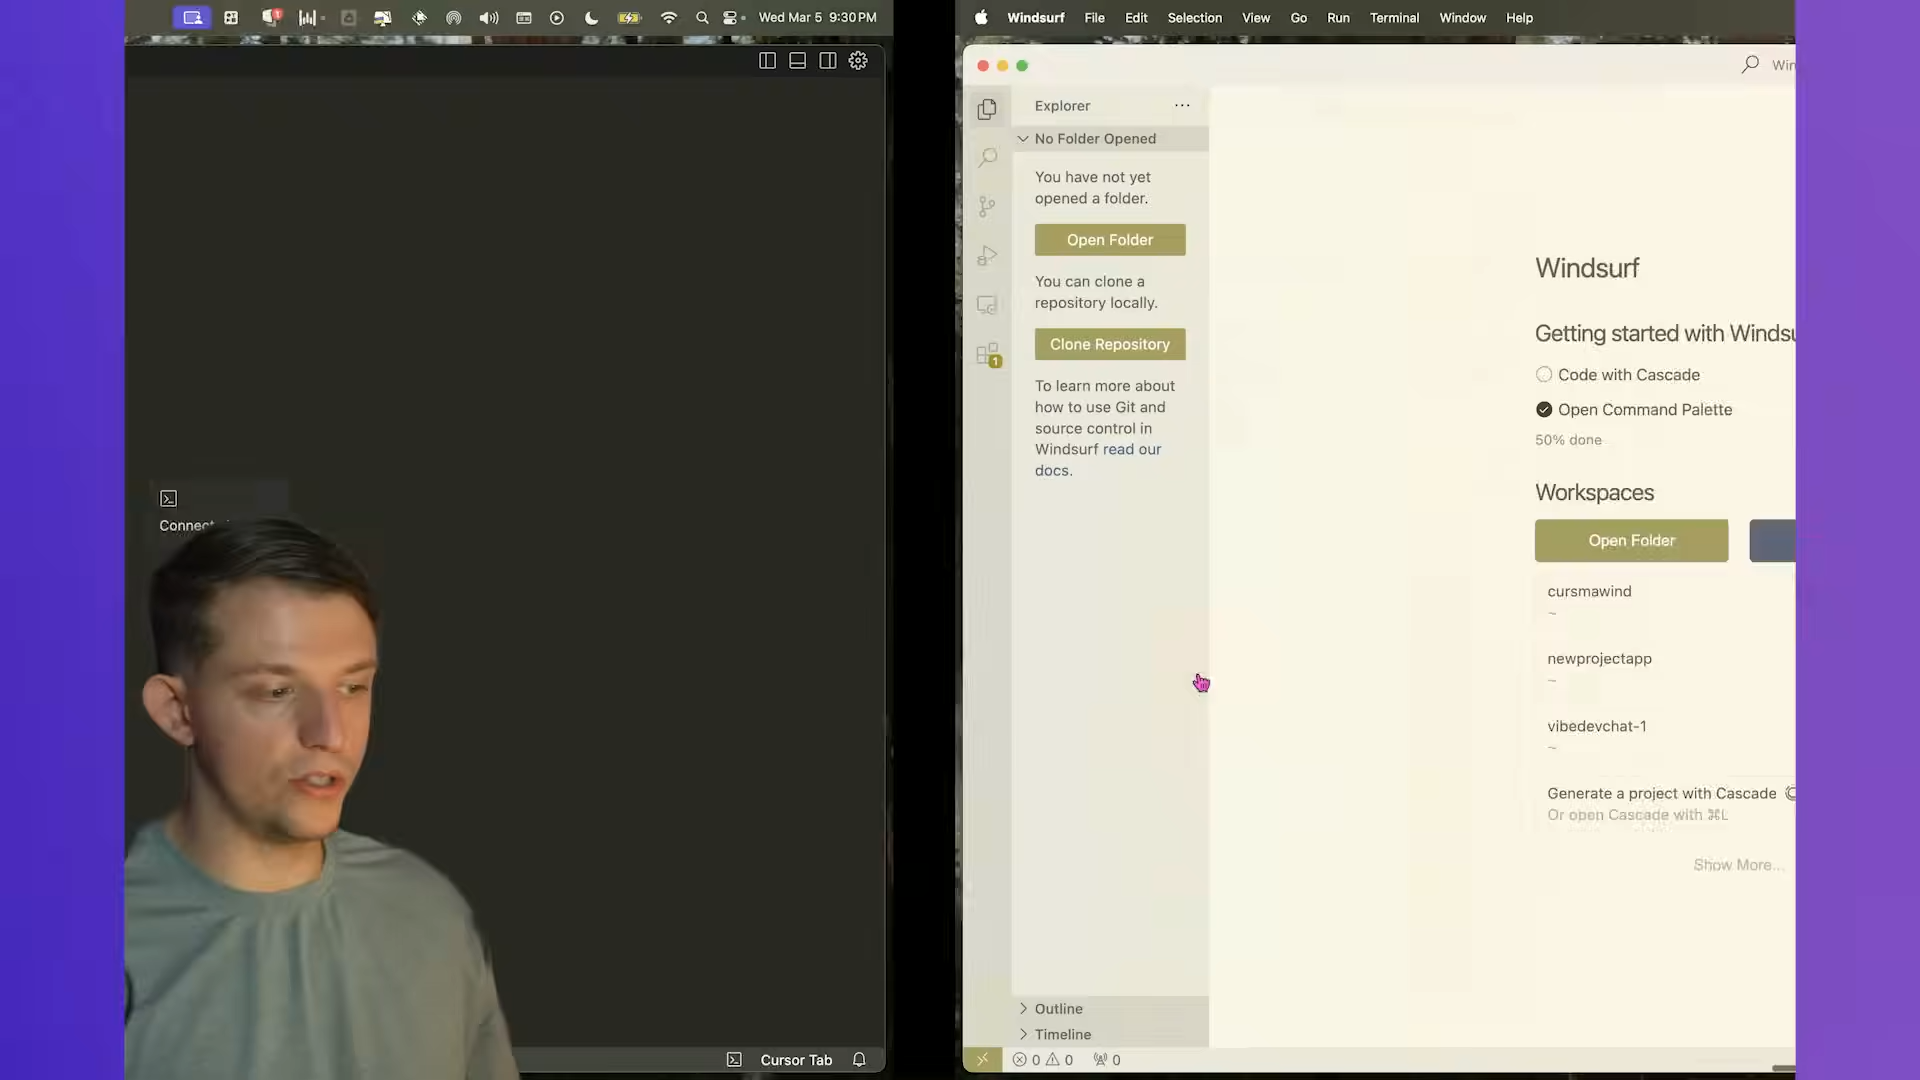 Wed Mar 5 9:30 PM
Connect
Cursor Tab
Windsurf File Edit Selection View Go Run Terminal Window Help
Explorer
No Folder Opened
You have not yet
opened a folder.
Open Folder
You can clone a
repository locally.
Clone Repository
1
To learn more about
how to use Git and
source control in
Windsurf read our
docs.
Outline
Timeline
0 0 0
Windsurf
Getting started with
Code with Cascade
Open Command Palette
50% done
Workspaces
Open Folder
cursmawind
~
newprojectapp
~
vibedevchat-1
~
Generate a project with Cascade
Or open Cascade with ⌘L
Show More...